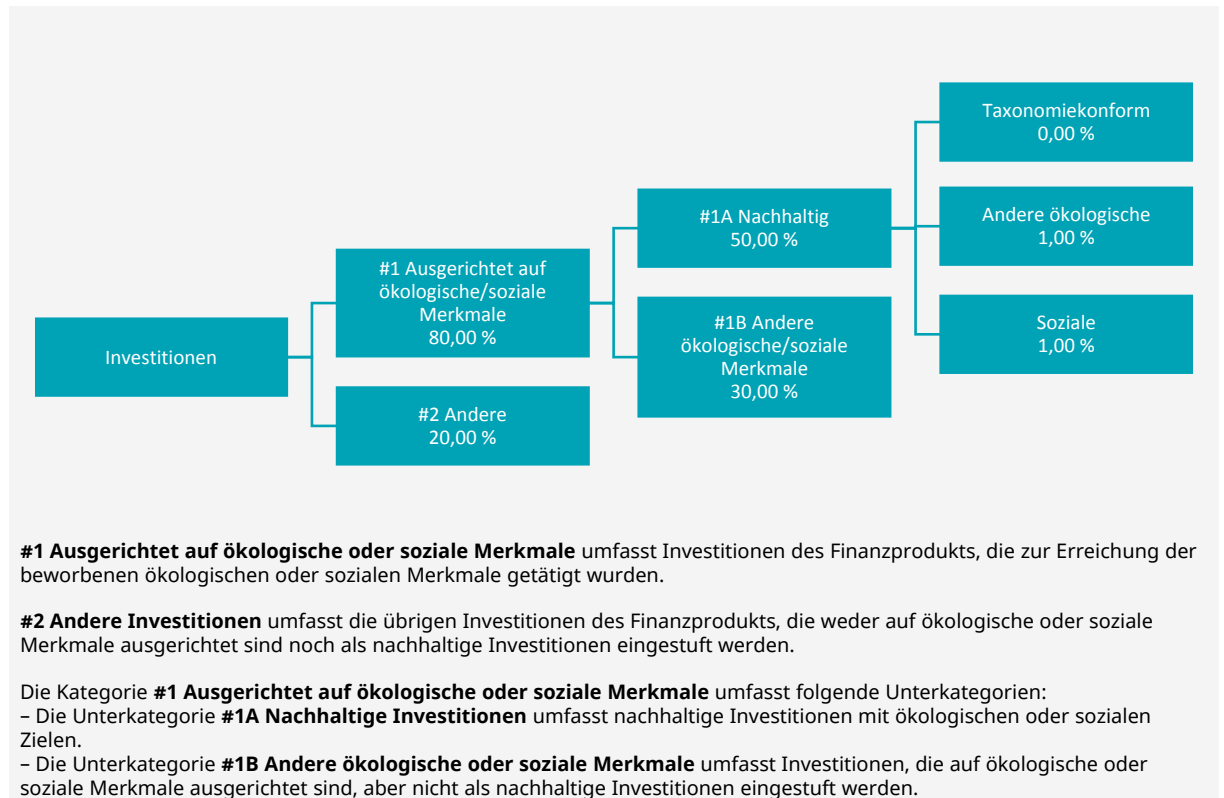 Investitionen
#1 Ausgerichtet auf
ökologische/soziale
Merkmale
80,00 %
#2 Andere
20,00 %
#1A Nachhaltig
50,00 %
#1B Andere
ökologische/soziale
Merkmale
30,00 %
Taxonomiekonform
0,00 %
Andere ökologische
1,00 %
Soziale
1,00 %
#1 Ausgerichtet auf ökologische oder soziale Merkmale umfasst Investitionen des Finanzprodukts, die zur Erreichung der
beworbenen ökologischen oder sozialen Merkmale getätigt wurden.
#2 Andere Investitionen umfasst die übrigen Investitionen des Finanzprodukts, die weder auf ökologische oder soziale
Merkmale ausgerichtet sind noch als nachhaltige Investitionen eingestuft werden.
Die Kategorie #1 Ausgerichtet auf ökologische oder soziale Merkmale umfasst folgende Unterkategorien:
– Die Unterkategorie #1A Nachhaltige Investitionen umfasst nachhaltige Investitionen mit ökologischen oder sozialen
Zielen.
– Die Unterkategorie #1B Andere ökologische oder soziale Merkmale umfasst Investitionen, die auf ökologische oder
soziale Merkmale ausgerichtet sind, aber nicht als nachhaltige Investitionen eingestuft werden.